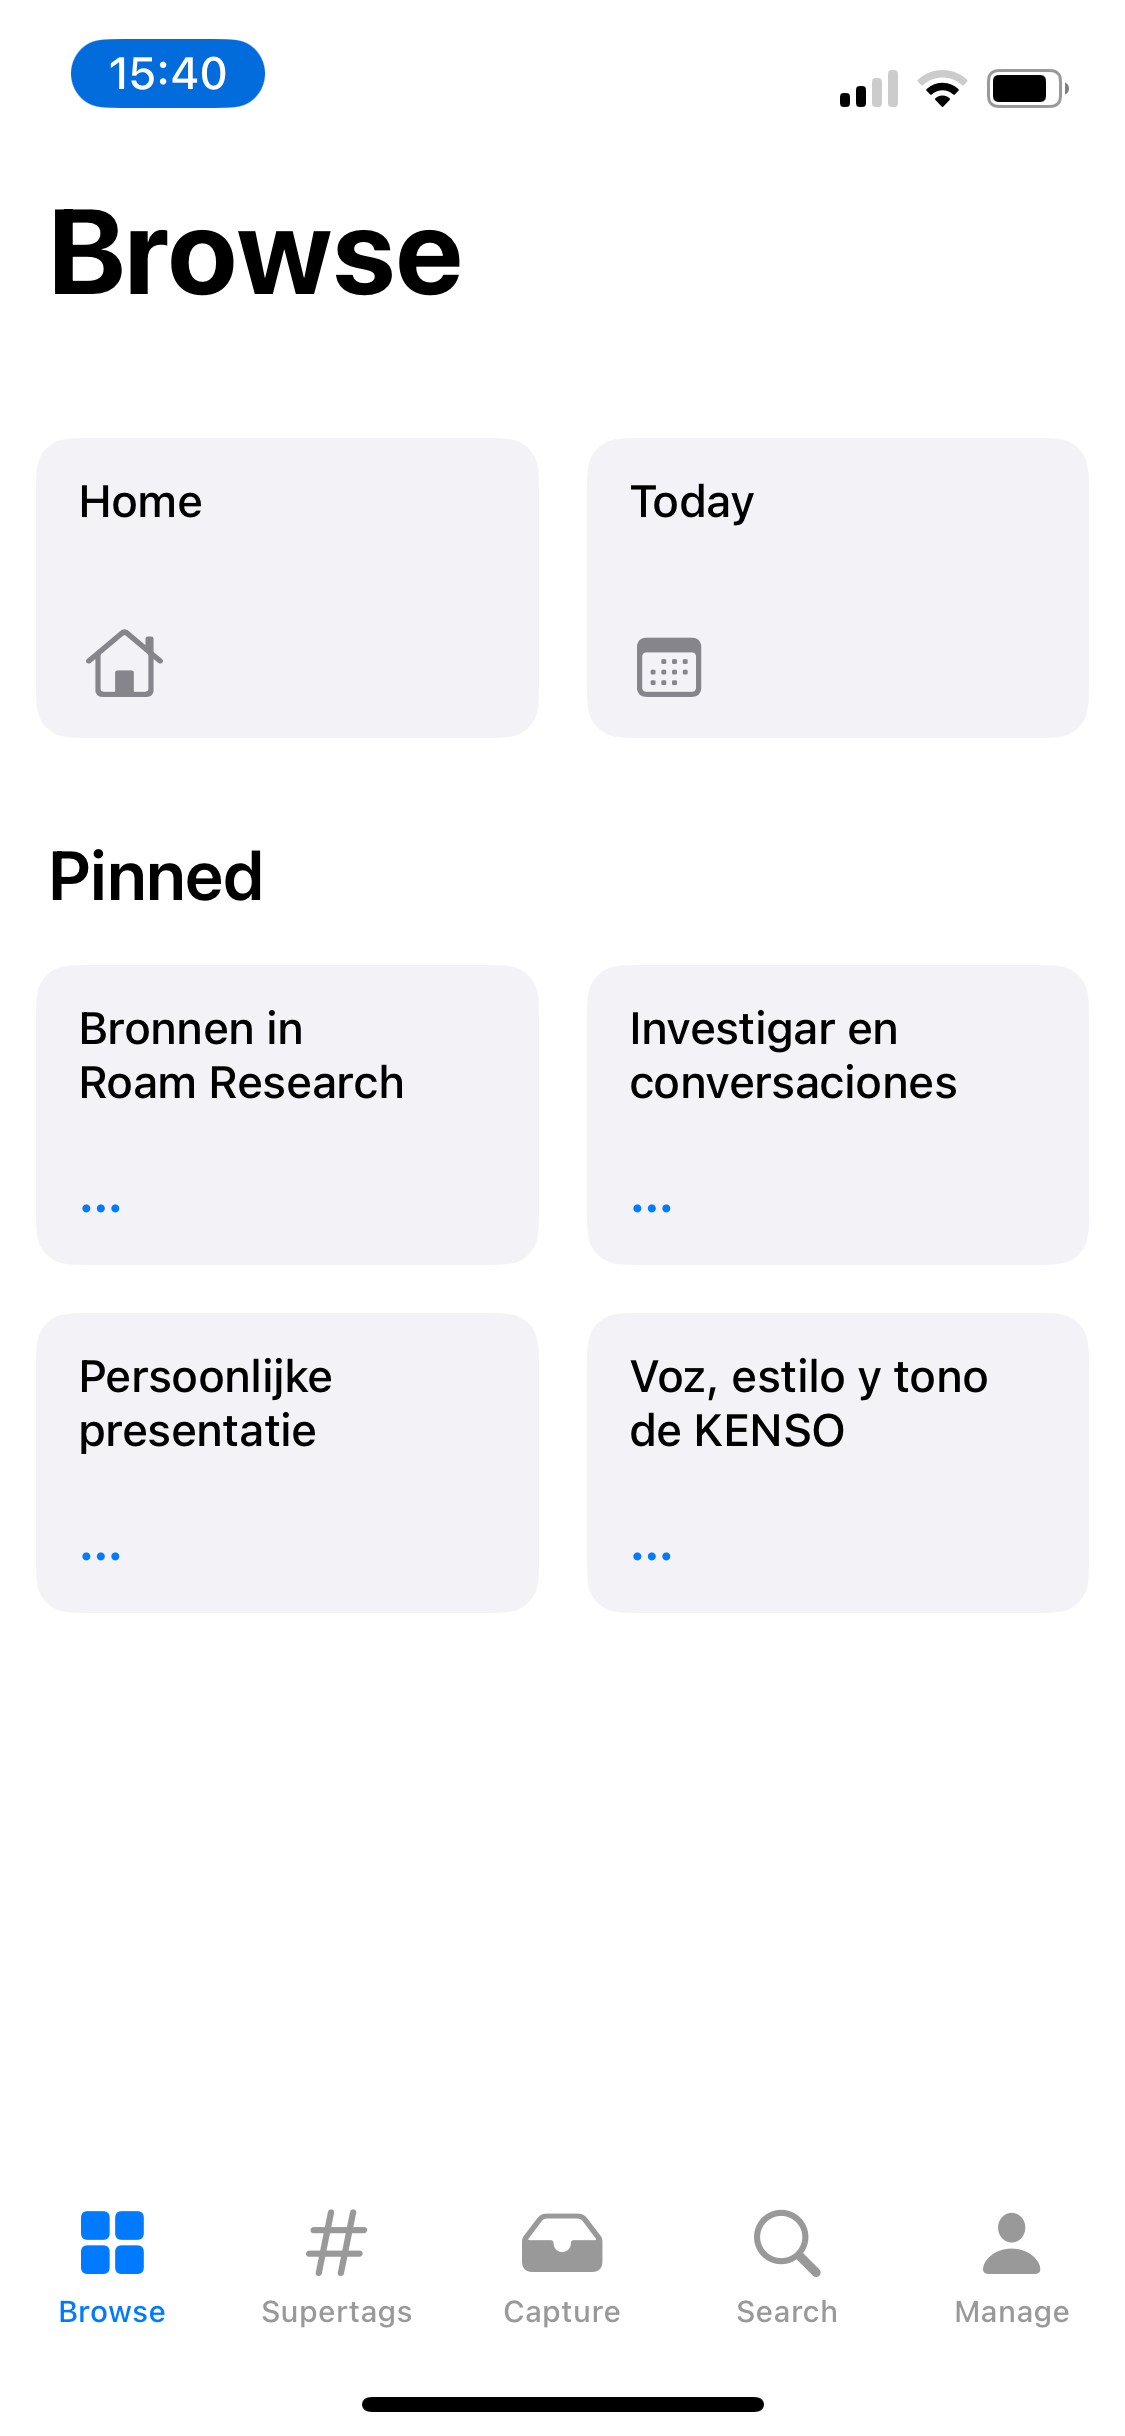 15:40
Browse
Home
Today
Pinned
Bronnen in
Roam Research
...
Investigar en
conversaciones
...
Persoonlijke
presentatie
...
Voz, estilo y tono
de KENSO
...
Browse
Supertags
Capture
Search
Manage